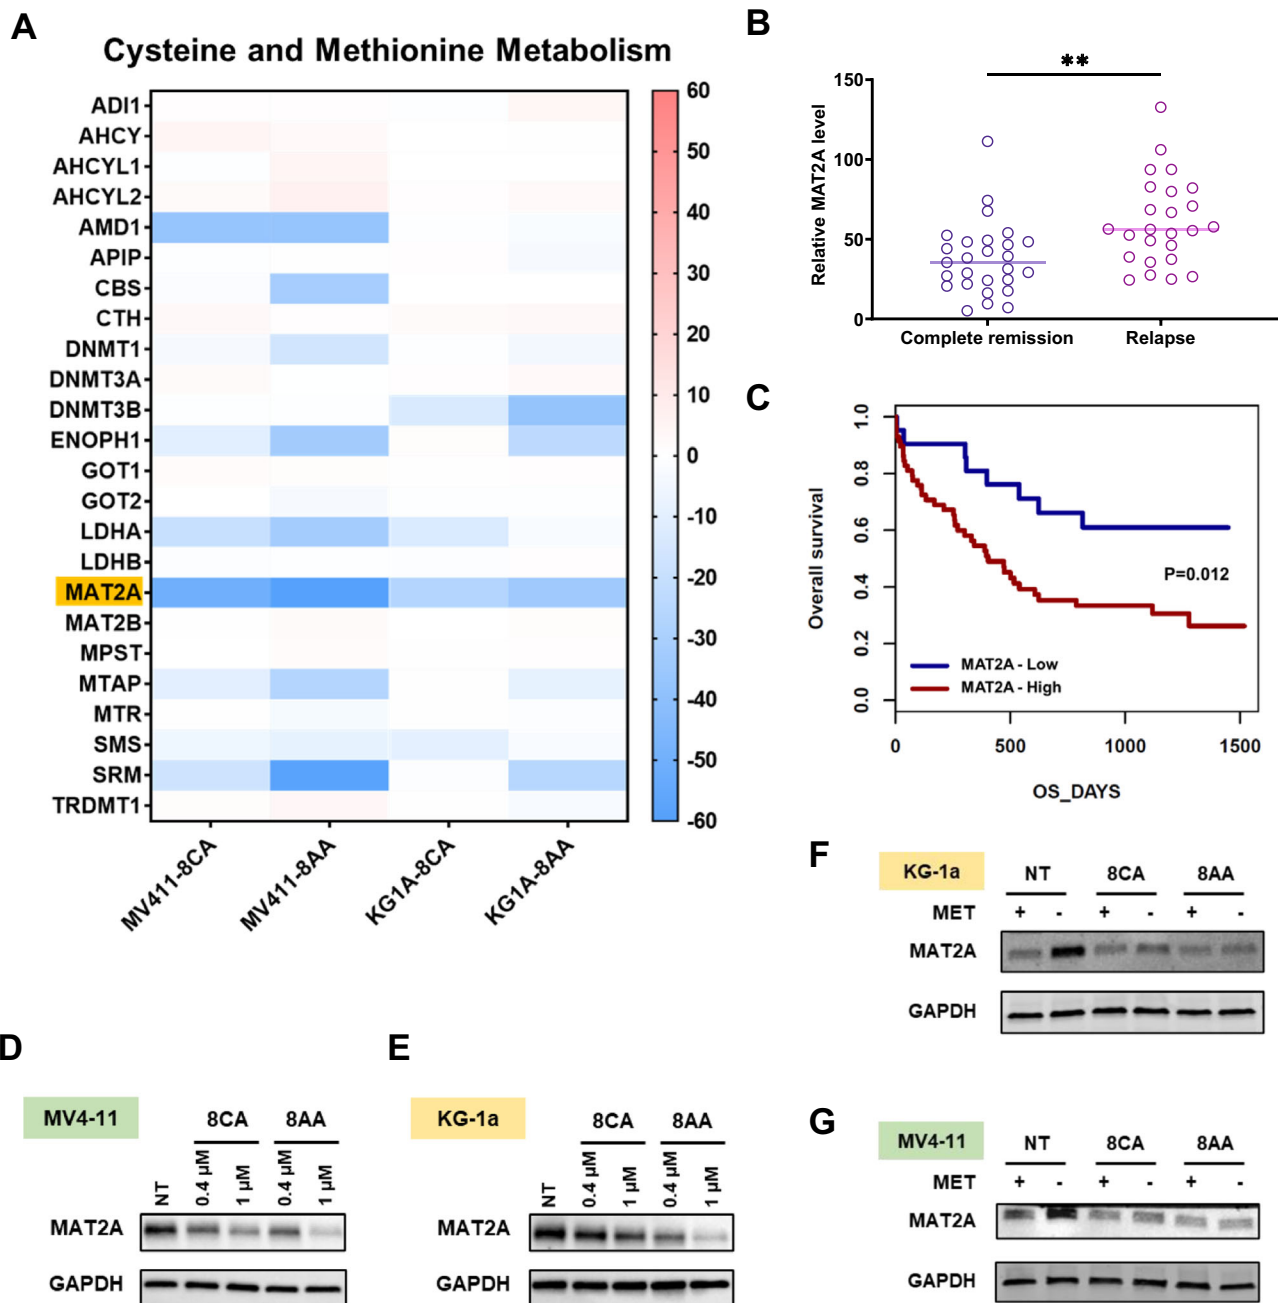 A
Cysteine and Methionine Metabolism
ADI1
AHCY
AHCYL1
AHCYL2
AMD1
APIP
CBS
CTH
DNMT1
DNMT3A
DNMT3B
ENOPH1
GOT1
GOT2
LDHA
LDHB
MAT2A
MAT2B
MPST
MTAP
MTR
SMS
SRM
TRDMT1
60
50
40
30
20
10
0
-10
-20
-30
-40
-50
-60
MV411-8CA
MV411-8AA
KG1A-8CA
KG1A-8AA
B
**
Relative MAT2A level
150
100
50
0
Complete remission
Relapse
C
Overall survival
1.0
0.8
0.6
0.4
0.2
0.0
P=0.012
MAT2A - Low
MAT2A - High
0
500
1000
1500
OS_DAYS
D
MV4-11
8CA 8AA
NT 0.4 µM 1 µM 0.4 µM 1 µM
MAT2A
GAPDH
E
KG-1a
8CA 8AA
NT 0.4 µM 1 µM 0.4 µM 1 µM
MAT2A
GAPDH
F
KG-1a
NT 8CA 8AA
MET + - + - + -
MAT2A
GAPDH
G
MV4-11
NT 8CA 8AA
MET + - + - + -
MAT2A
GAPDH